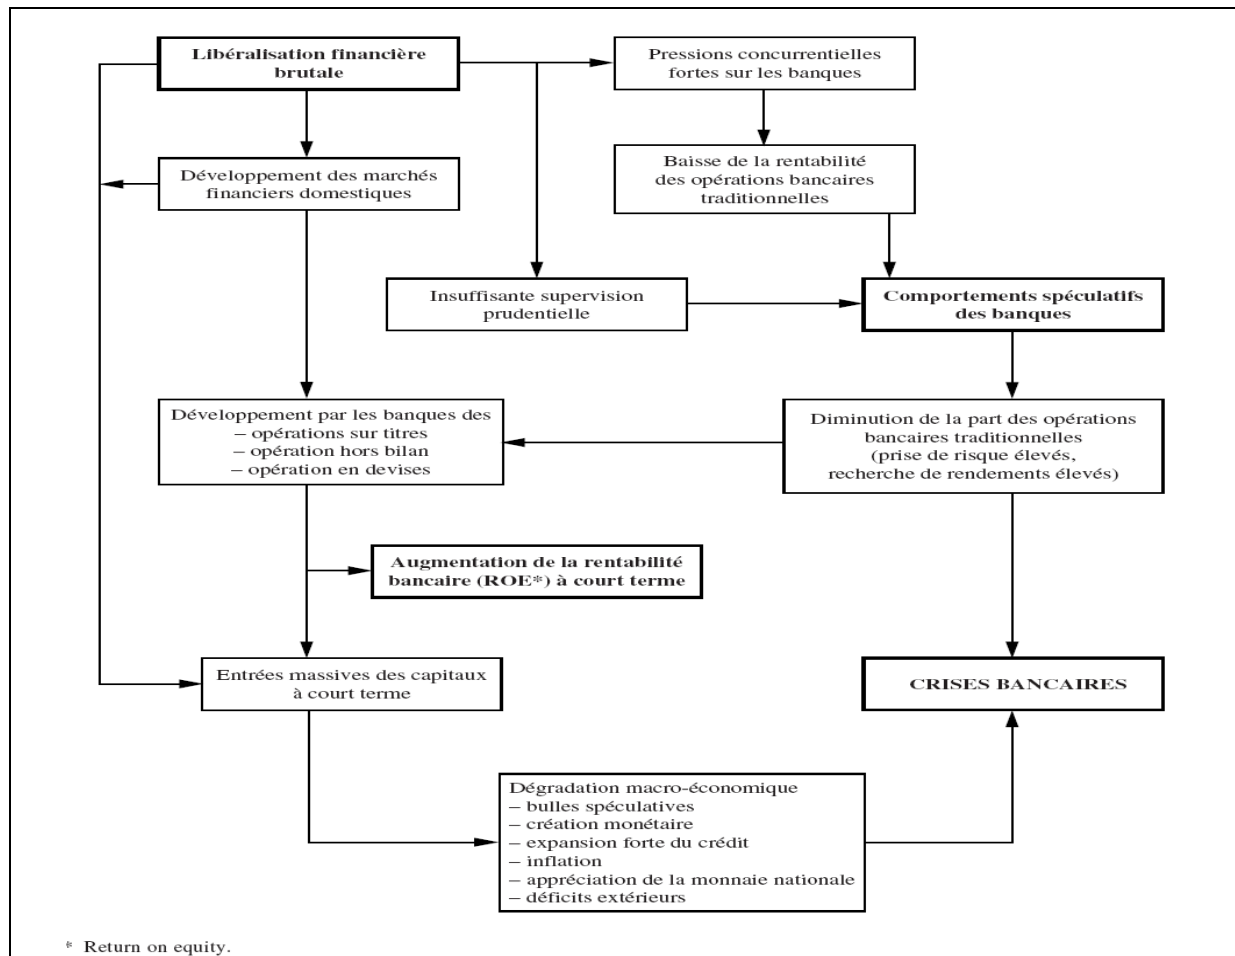 Libéralisation financière
brutale
Pressions concurrentielles
fortes sur les banques
Développement des marchés
financiers domestiques
Baisse de la rentabilité
des opérations bancaires
traditionnelles
Insuffisante supervision
prudentielle
Comportements spéculatifs
des banques
Développement par les banques des
– opérations sur titres
– opération hors bilan
– opération en devises
Diminution de la part des opérations
bancaires traditionnelles
(prise de risque élevés,
recherche de rendements élevés)
Augmentation de la rentabilité
bancaire (ROE*) à court terme
Entrées massives des capitaux
à court terme
CRISES BANCAIRES
Dégradation macro-économique
– bulles spéculatives
– création monétaire
– expansion forte du crédit
– inflation
– appréciation de la monnaie nationale
– déficits extérieurs
* Return on equity.